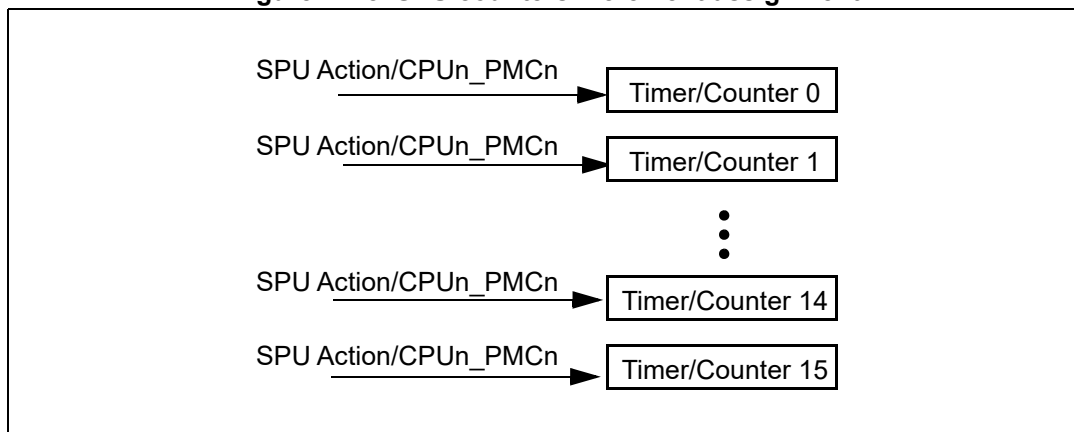 SPU Action/CPUn_PMCn
Timer/Counter 0
SPU Action/CPUn_PMCn
Timer/Counter 1
SPU Action/CPUn_PMCn
Timer/Counter 14
SPU Action/CPUn_PMCn
Timer/Counter 15